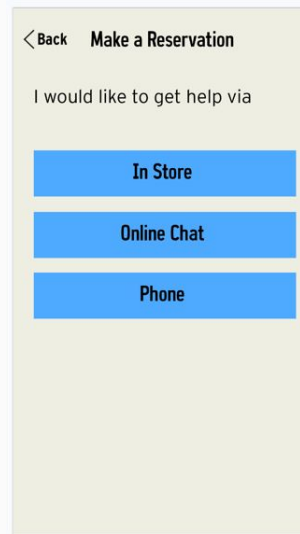 Back Make a Reservation
I would like to get help via
In Store
Online Chat
Phone